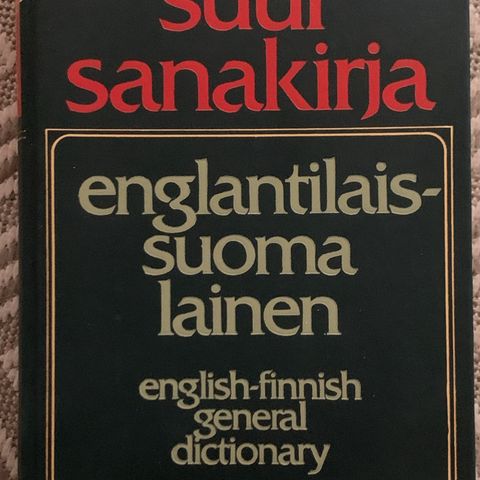 suur
sanakirja
englantilais-
suoma
lainen
english-finnish
general
dictionary